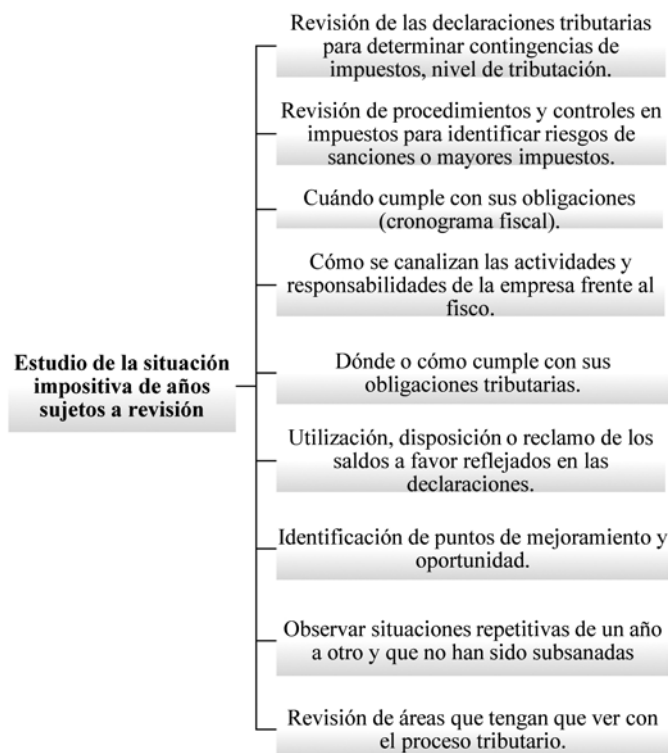 Revisión de las declaraciones tributarias
para determinar contingencias de
impuestos, nivel de tributación.
Revisión de procedimientos y controles en
impuestos para identificar riesgos de
sanciones o mayores impuestos.
Cuándo cumple con sus obligaciones
(cronograma fiscal).
Cómo se canalizan las actividades y
responsabilidades de la empresa frente al
fisco.
Estudio de la situación
impositiva de años
sujetos a revisión
Dónde o cómo cumple con sus
obligaciones tributarias.
Utilización, disposición o reclamo de los
saldos a favor reflejados en las
declaraciones.
Identificación de puntos de mejoramiento y
oportunidad.
Observar situaciones repetitivas de un año
a otro y que no han sido subsanadas
Revisión de áreas que tengan que ver con
el proceso tributario.